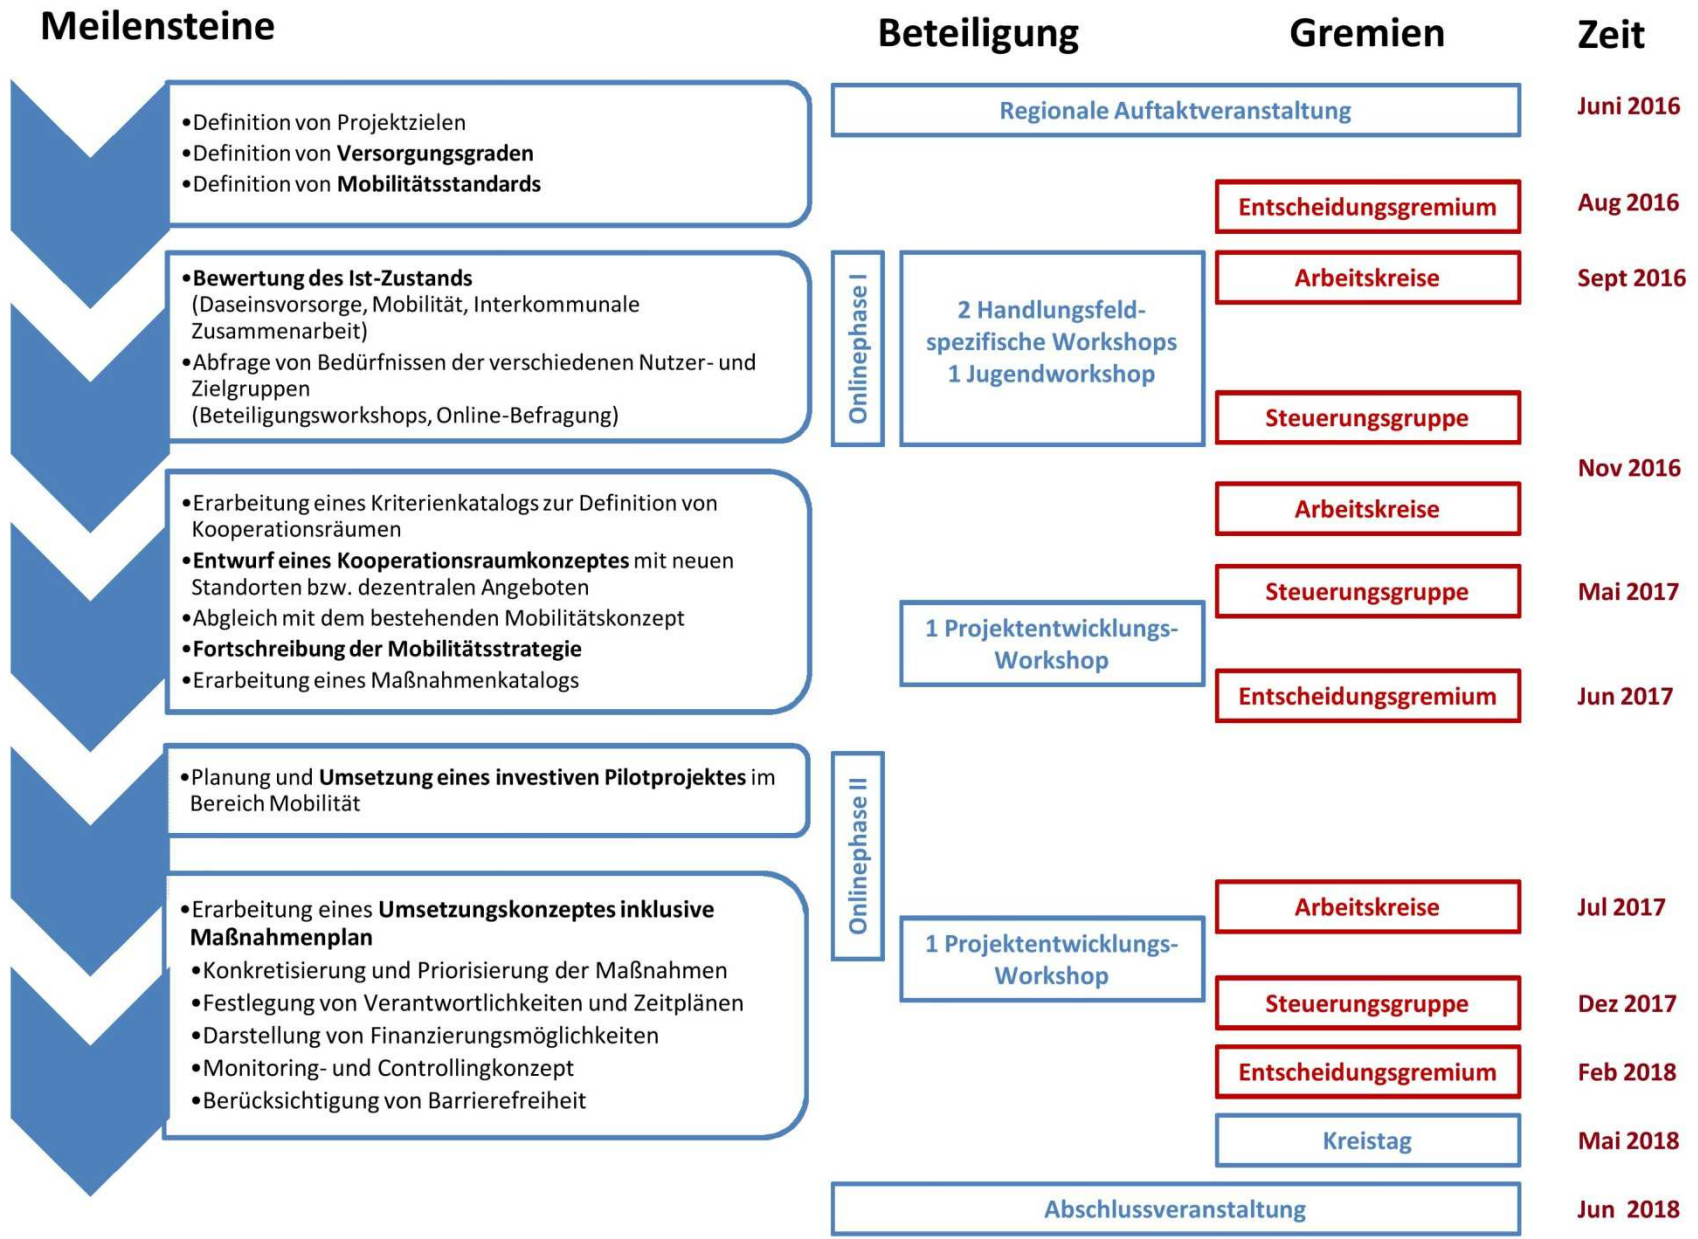 Meilensteine
Beteiligung
Gremien
Zeit
•Definition von Projektzielen
•Definition von Versorgungsgraden
•Definition von Mobilitätsstandards
Regionale Auftaktveranstaltung
Juni 2016
Entscheidungsgremium
Aug 2016
•Bewertung des Ist-Zustands
(Daseinsvorsorge, Mobilität, Interkommunale
Zusammenarbeit)
•Abfrage von Bedürfnissen der verschiedenen Nutzer- und
Zielgruppen
(Beteiligungsworkshops, Online-Befragung)
Onlinephase I
2 Handlungsfeld-
spezifische Workshops
1 Jugendworkshop
Arbeitskreise
Sept 2016
Steuerungsgruppe
Nov 2016
•Erarbeitung eines Kriterienkatalogs zur Definition von
Kooperationsräumen
•Entwurf eines Kooperationsraumkonzeptes mit neuen
Standorten bzw. dezentralen Angeboten
•Abgleich mit dem bestehenden Mobilitätskonzept
•Fortschreibung der Mobilitätsstrategie
•Erarbeitung eines Maßnahmenkatalogs
1 Projektentwicklungs-
Workshop
Arbeitskreise
Steuerungsgruppe
Mai 2017
Entscheidungsgremium
Jun 2017
•Planung und Umsetzung eines investiven Pilotprojektes im
Bereich Mobilität
Onlinephase II
•Erarbeitung eines Umsetzungskonzeptes inklusive
Maßnahmenplan
•Konkretisierung und Priorisierung der Maßnahmen
•Festlegung von Verantwortlichkeiten und Zeitplänen
•Darstellung von Finanzierungsmöglichkeiten
•Monitoring- und Controllingkonzept
•Berücksichtigung von Barrierefreiheit
1 Projektentwicklungs-
Workshop
Arbeitskreise
Jul 2017
Steuerungsgruppe
Dez 2017
Entscheidungsgremium
Feb 2018
Kreistag
Mai 2018
Abschlussveranstaltung
Jun 2018